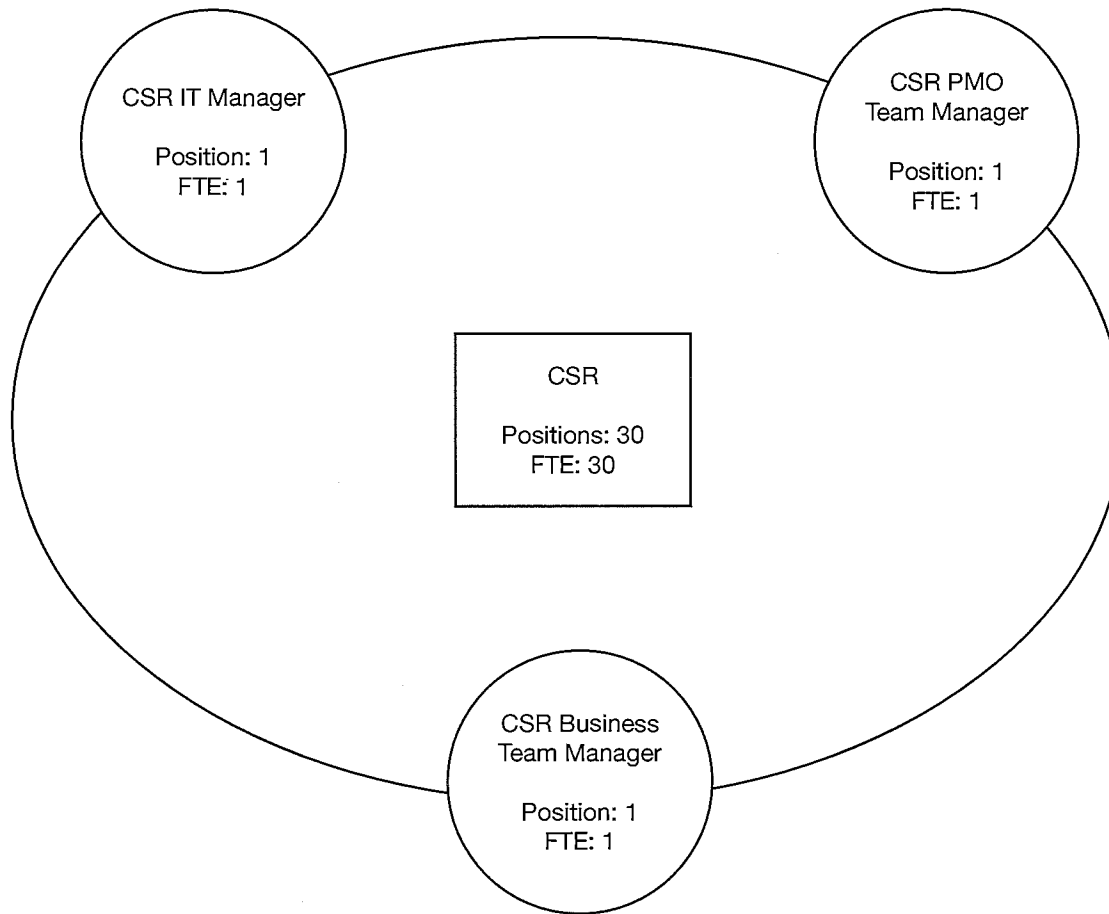 CSR IT Manager
Position: 1
FTE: 1
CSR PMO
Team Manager
Position: 1
FTE: 1
CSR
Positions: 30
FTE: 30
CSR Business
Team Manager
Position: 1
FTE: 1